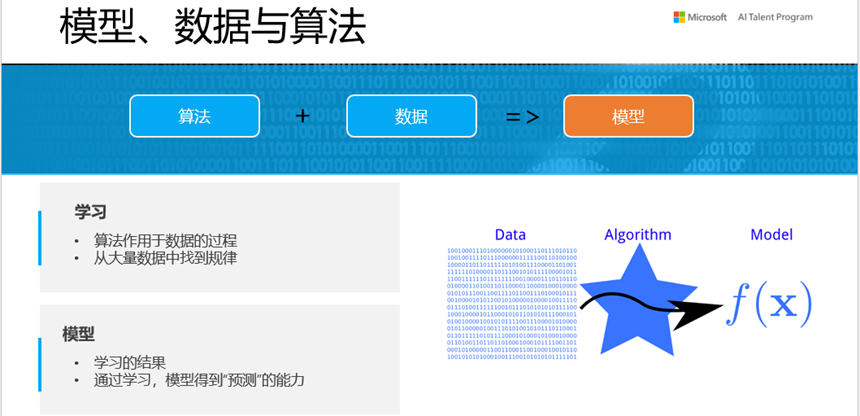 模型、数据与算法
Microsoft AI Talent Program
算法 + 数据 => 模型
学习
• 算法作用于数据的过程
• 从大量数据中找到规律
模型
• 学习的结果
• 通过学习，模型得到“预测”的能力
Data Algorithm Model
f(x)